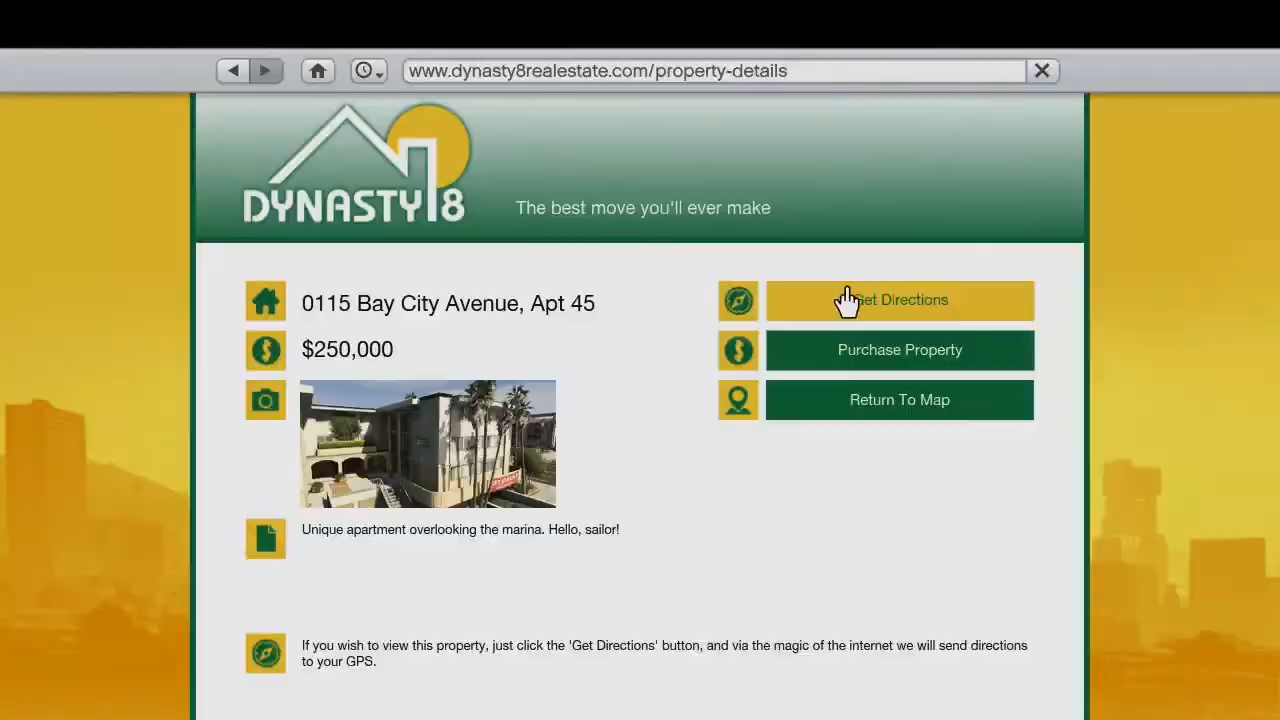 www.dynasty8realestate.com/property-details
DYNASTY 8
The best move you'll ever make
0115 Bay City Avenue, Apt 45
Get Directions
$250,000
Purchase Property
Return To Map
Unique apartment overlooking the marina. Hello, sailor!
If you wish to view this property, just click the 'Get Directions' button, and via the magic of the internet we will send directions
to your GPS.